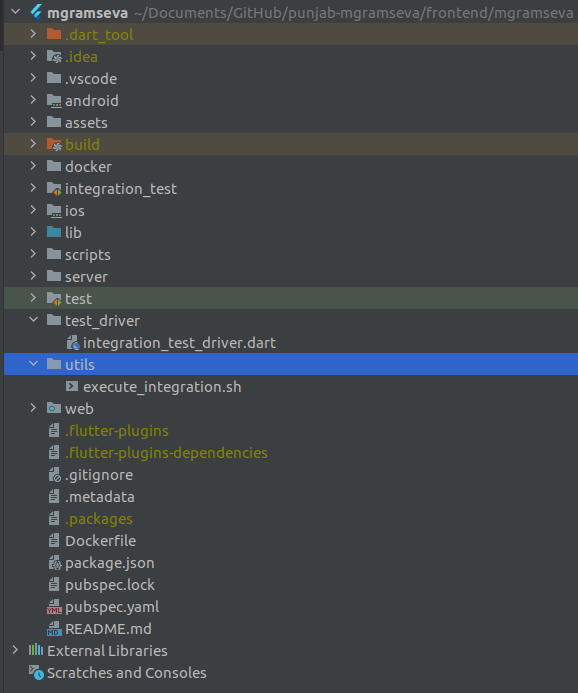 mgramseva ~/Documents/GitHub/punjab-mgramseva/frontend/mgramseva
.dart_tool
.idea
.vscode
android
assets
build
docker
integration_test
ios
lib
scripts
server
test
test_driver
integration_test_driver.dart
utils
execute_integration.sh
web
.flutter-plugins
.flutter-plugins-dependencies
.gitignore
.metadata
.packages
Dockerfile
package.json
pubspec.lock
pubspec.yaml
README.md
External Libraries
Scratches and Consoles